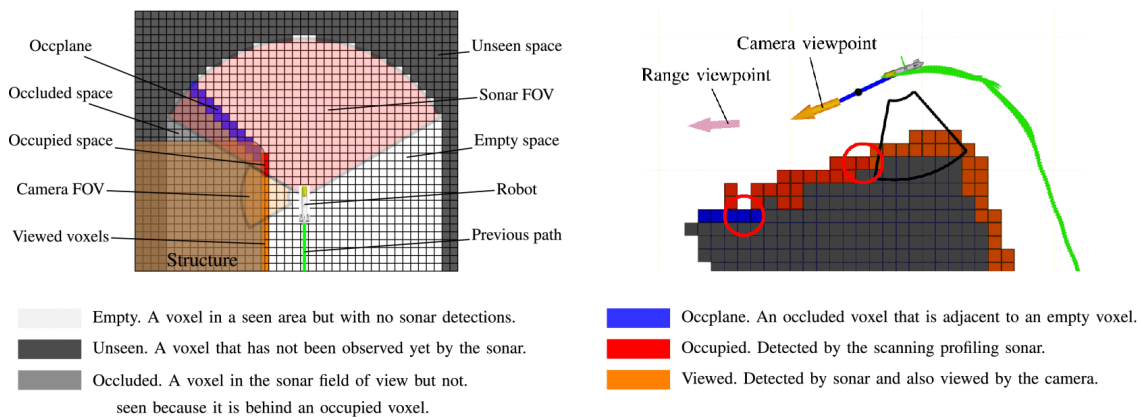 Occplane
Occluded space
Occupied space
Camera FOV
Viewed voxels
Structure
Unseen space
Sonar FOV
Empty space
Robot
Previous path
Camera viewpoint
Range viewpoint
Empty. A voxel in a seen area but with no sonar detections.
Unseen. A voxel that has not been observed yet by the sonar.
Occluded. A voxel in the sonar field of view but not.
seen because it is behind an occupied voxel.
Occplane. An occluded voxel that is adjacent to an empty voxel.
Occupied. Detected by the scanning profiling sonar.
Viewed. Detected by sonar and also viewed by the camera.